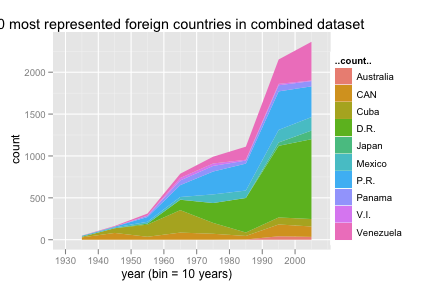 0 most represented foreign countries in combined dataset
count
2000
1500
1000
500
0
1930 1940 1950 1960 1970 1980 1990 2000
year (bin = 10 years)
..count..
Australia
CAN
Cuba
D.R.
Japan
Mexico
P.R.
Panama
V.I.
Venezuela